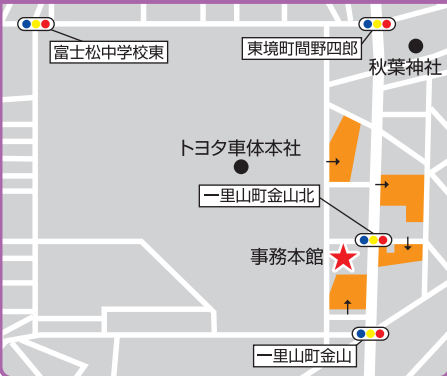 富士松中学校東
東境町間野四郎
秋葉神社
トヨタ車体本社
一里山町金山北
事務本館
一里山町金山